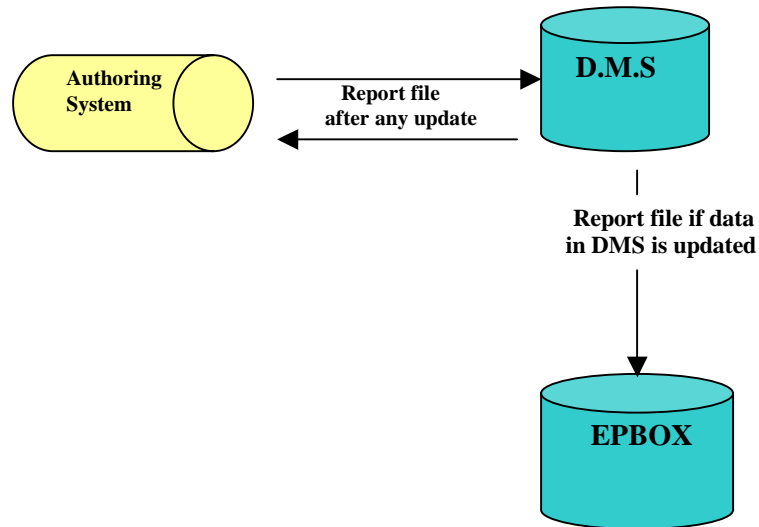 Authoring
System
D.M.S
Report file
after any update
Report file if data
in DMS is updated
EPBOX